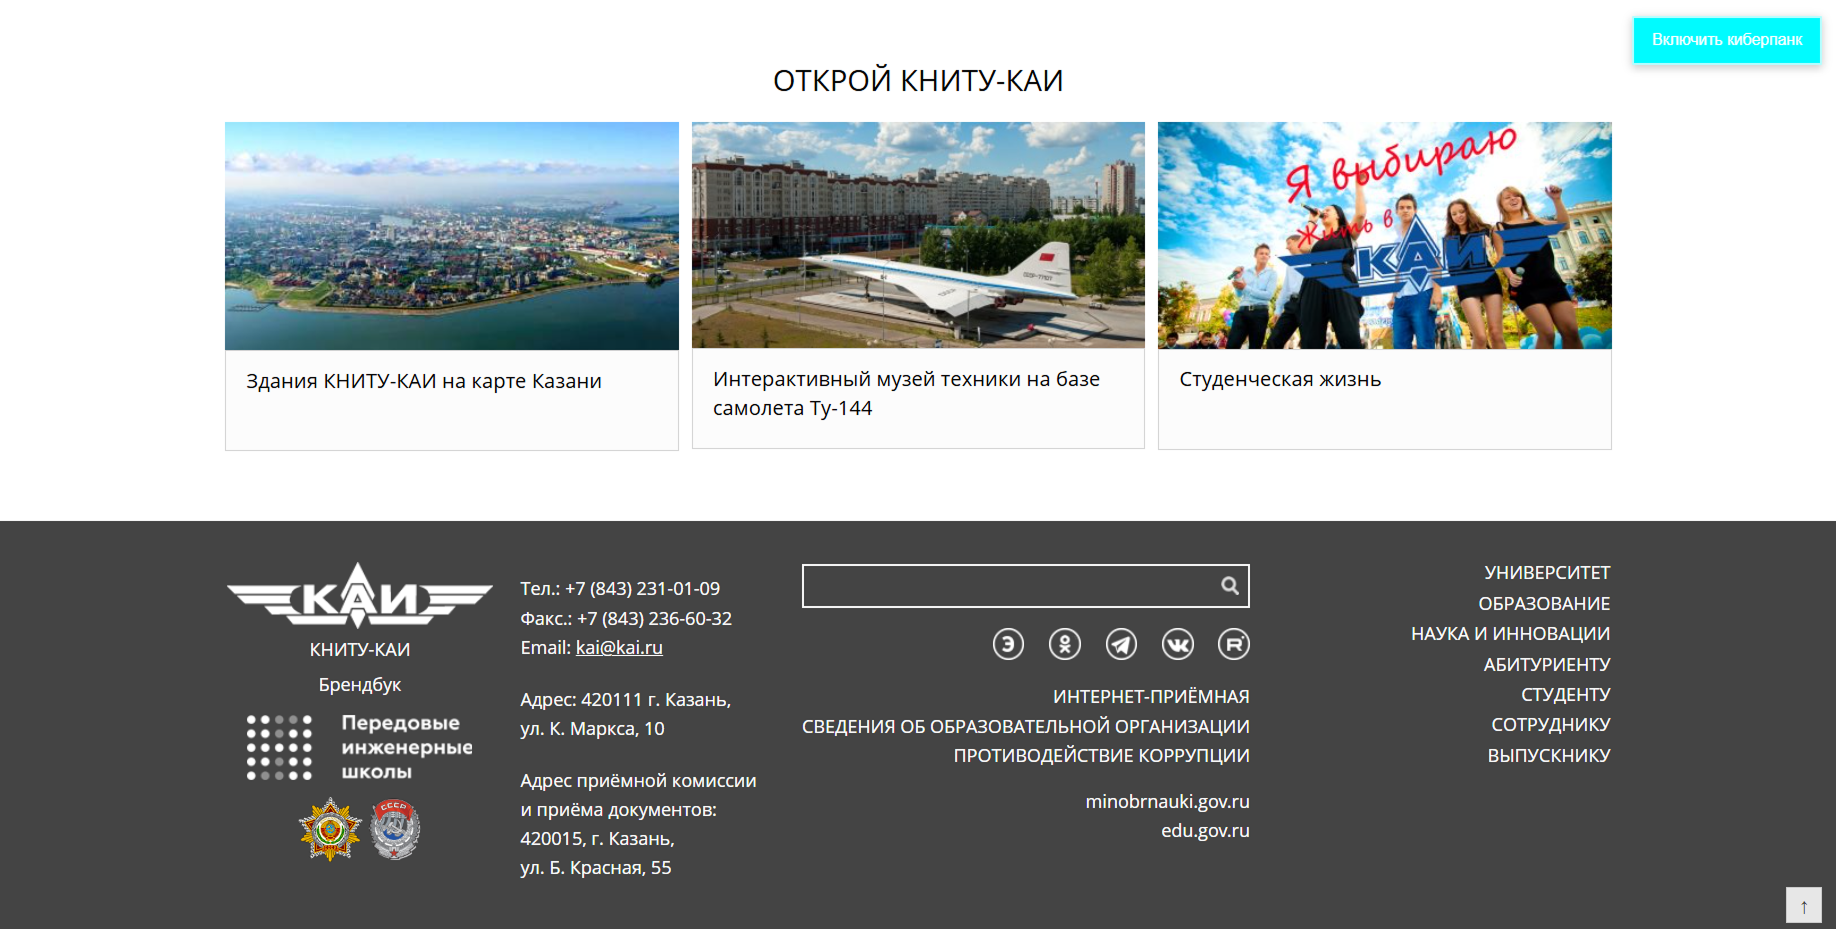 Включить киберпанк
ОТКРОЙ КНИТУ-КАИ
Я выбираю
жить в
КАИ
Здания КНИТУ-КАИ на карте Казани
Интерактивный музей техники на базе
самолета Ту-144
Студенческая жизнь
КАИ
КНИТУ-КАИ
Брендбук
Передовые
инженерные
школы
СССР
Тел.: +7 (843) 231-01-09
Факс.: +7 (843) 236-60-32
Email: kai@kai.ru
Адрес: 420111 г. Казань,
ул. К. Маркса, 10
Адрес приёмной комиссии
и приёма документов:
420015, г. Казань,
ул. Б. Красная, 55
ИНТЕРНЕТ-ПРИЁМНАЯ
СВЕДЕНИЯ ОБ ОБРАЗОВАТЕЛЬНОЙ ОРГАНИЗАЦИИ
ПРОТИВОДЕЙСТВИЕ КОРРУПЦИИ
minobrnauki.gov.ru
edu.gov.ru
УНИВЕРСИТЕТ
ОБРАЗОВАНИЕ
НАУКА И ИННОВАЦИИ
АБИТУРИЕНТУ
СТУДЕНТУ
СОТРУДНИКУ
ВЫПУСКНИКУ